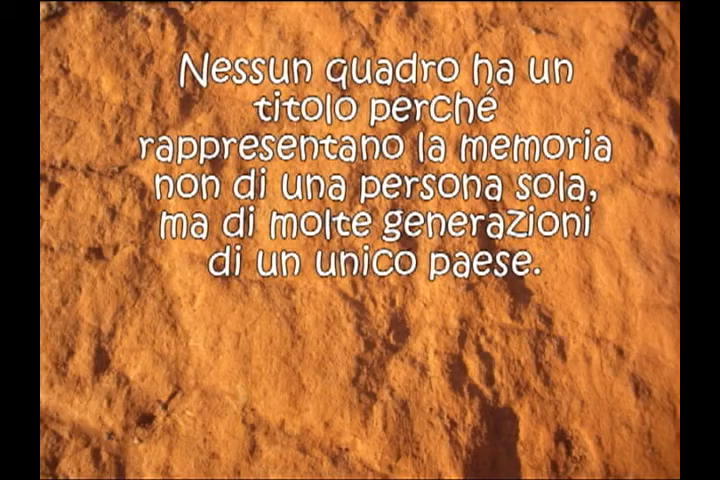 Nessun quadro ha un
titolo perché
rappresentano la memoria
non di una persona sola,
ma di molte generazioni
di un unico paese.